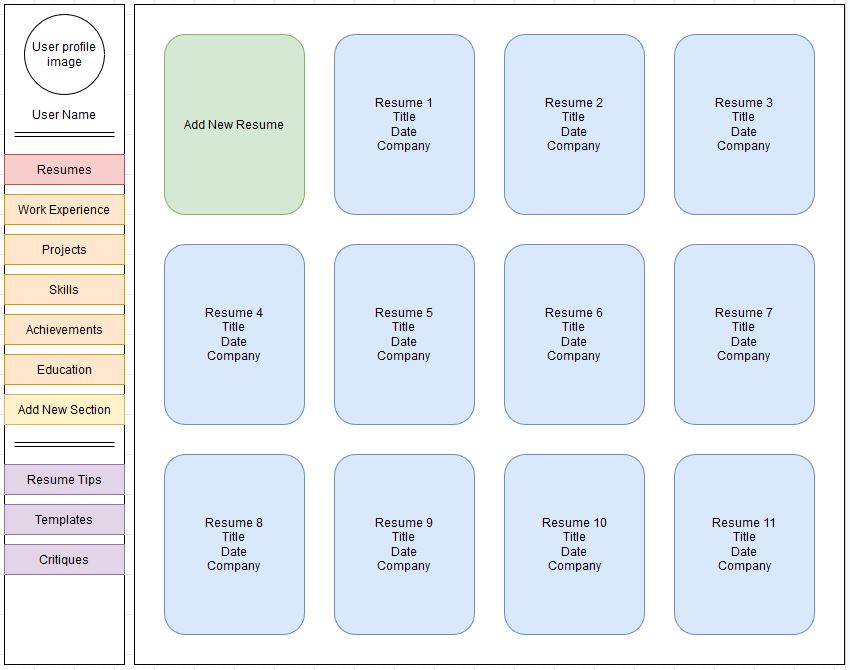 User profile
image
User Name
Resumes
Work Experience
Projects
Skills
Achievements
Education
Add New Section
Resume Tips
Templates
Critiques
Add New Resume
Resume 1
Title
Date
Company
Resume 2
Title
Date
Company
Resume 3
Title
Date
Company
Resume 4
Title
Date
Company
Resume 5
Title
Date
Company
Resume 6
Title
Date
Company
Resume 7
Title
Date
Company
Resume 8
Title
Date
Company
Resume 9
Title
Date
Company
Resume 10
Title
Date
Company
Resume 11
Title
Date
Company